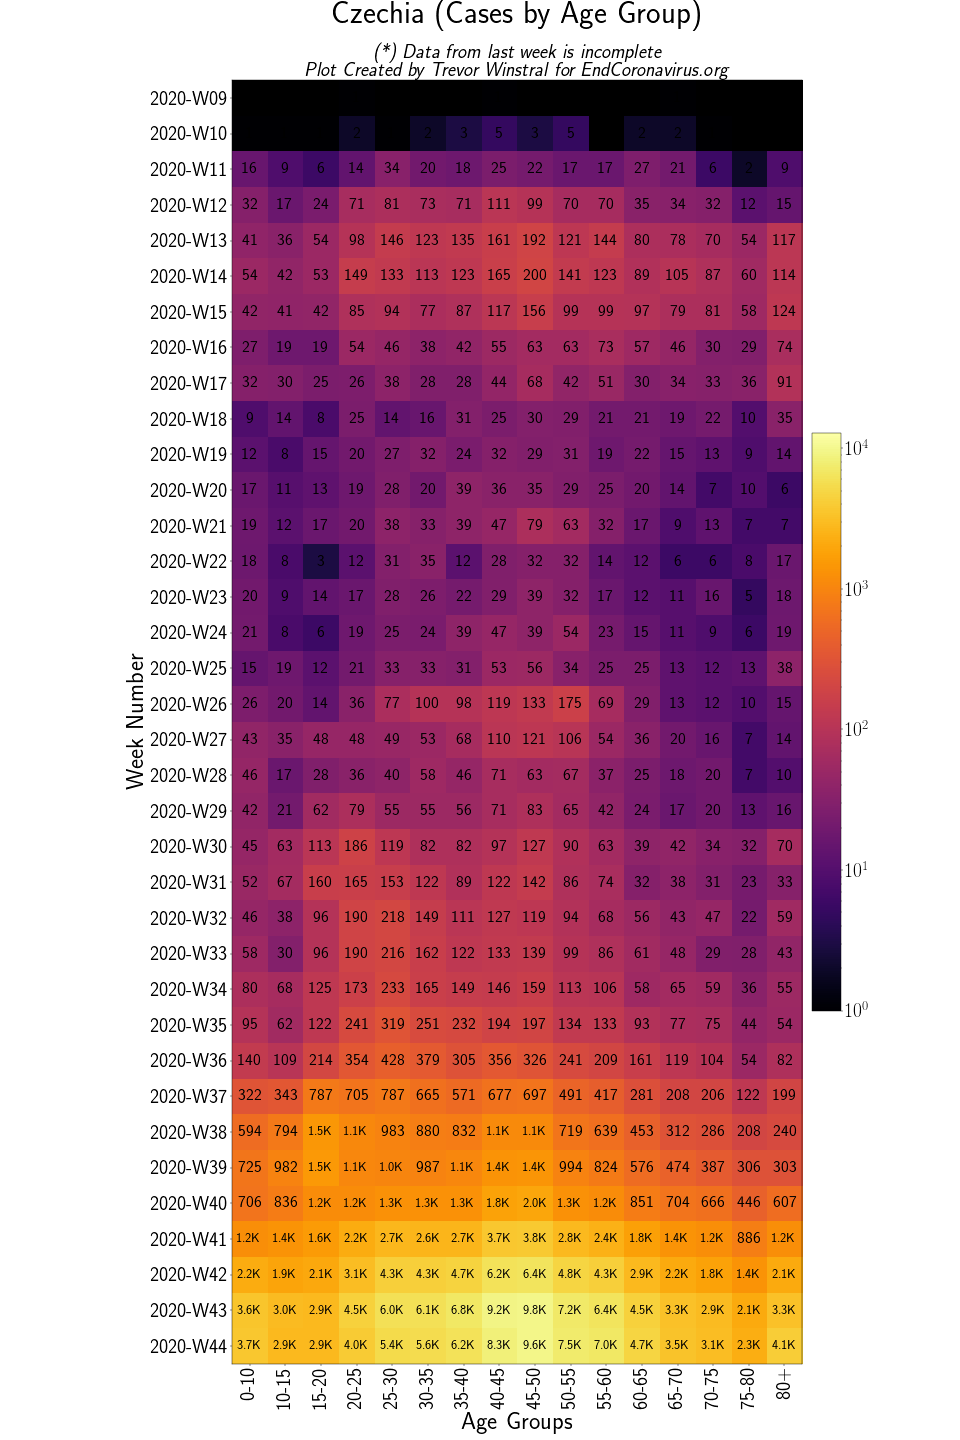 Czechia (Cases by Age Group)
(*) Data from last week is incomplete
Plot Created by Trevor Winstral for EndCoronavirus.org
2020-W09
2020-W10 2 2 3 5 3 5 2 2
2020-W11 16 9 6 14 34 20 18 25 22 17 17 27 21 6 2 9
2020-W12 32 17 24 71 81 73 71 111 99 70 70 35 34 32 12 15
2020-W13 41 36 54 98 146 123 135 161 192 121 144 80 78 70 54 117
2020-W14 54 42 53 149 133 113 123 165 200 141 123 89 105 87 60 114
2020-W15 42 41 42 85 94 77 87 117 156 99 99 97 79 81 58 124
2020-W16 27 19 19 54 46 38 42 55 63 63 73 57 46 30 29 74
2020-W17 32 30 25 26 38 28 28 44 68 42 51 30 34 33 36 91
2020-W18 9 14 8 25 14 16 31 25 30 29 21 21 19 22 10 35
2020-W19 12 8 15 20 27 32 24 32 29 31 19 22 15 13 9 14
2020-W20 17 11 13 19 28 20 39 36 35 29 25 20 14 7 10 6
2020-W21 19 12 17 20 38 33 39 47 79 63 32 17 9 13 7 7
2020-W22 18 8 3 12 31 35 12 28 32 32 14 12 6 6 8 17
2020-W23 20 9 14 17 28 26 22 29 39 32 17 12 11 16 5 18
2020-W24 21 8 6 19 25 24 39 47 39 54 23 15 11 9 6 19
2020-W25 15 19 12 21 33 33 31 53 56 34 25 25 13 12 13 38
2020-W26 26 20 14 36 77 100 98 119 133 175 69 29 13 12 10 15
2020-W27 43 35 48 48 49 53 68 110 121 106 54 36 20 16 7 14
2020-W28 46 17 28 36 40 58 46 71 63 67 37 25 18 20 7 10
2020-W29 42 21 62 79 55 55 56 71 83 65 42 24 17 20 13 16
2020-W30 45 63 113 186 119 82 82 97 127 90 63 39 42 34 32 70
2020-W31 52 67 160 165 153 122 89 122 142 86 74 32 38 31 23 33
2020-W32 46 38 96 190 218 149 111 127 119 94 68 56 43 47 22 59
2020-W33 58 30 96 190 216 162 122 133 139 99 86 61 48 29 28 43
2020-W34 80 68 125 173 233 165 149 146 159 113 106 58 65 59 36 55
2020-W35 95 62 122 241 319 251 232 194 197 134 133 93 77 75 44 54
2020-W36 140 109 214 354 428 379 305 356 326 241 209 161 119 104 54 82
2020-W37 322 343 787 705 787 665 571 677 697 491 417 281 208 206 122 199
2020-W38 594 794 1.5K 1.1K 983 880 832 1.1K 1.1K 719 639 453 312 286 208 240
2020-W39 725 982 1.5K 1.1K 1.0K 987 1.1K 1.4K 1.4K 994 824 576 474 387 306 303
2020-W40 706 836 1.2K 1.2K 1.3K 1.3K 1.3K 1.8K 2.0K 1.3K 1.2K 851 704 666 446 607
2020-W41 1.2K 1.4K 1.6K 2.2K 2.7K 2.6K 2.7K 3.7K 3.8K 2.8K 2.4K 1.8K 1.4K 1.2K 886 1.2K
2020-W42 2.2K 1.9K 2.1K 3.1K 4.3K 4.3K 4.7K 6.2K 6.4K 4.8K 4.3K 2.9K 2.2K 1.8K 1.4K 2.1K
2020-W43 3.6K 3.0K 2.9K 4.5K 6.0K 6.1K 6.8K 9.2K 9.8K 7.2K 6.4K 4.5K 3.3K 2.9K 2.1K 3.3K
2020-W44 3.7K 2.9K 2.9K 4.0K 5.4K 5.6K 6.2K 8.3K 9.6K 7.5K 7.0K 4.7K 3.5K 3.1K 2.3K 4.1K
0-10 10-15 15-20 20-25 25-30 30-35 35-40 40-45 45-50 50-55 55-60 60-65 65-70 70-75 75-80 80+
Age Groups
Week Number
10⁴
10³
10²
10¹
10⁰